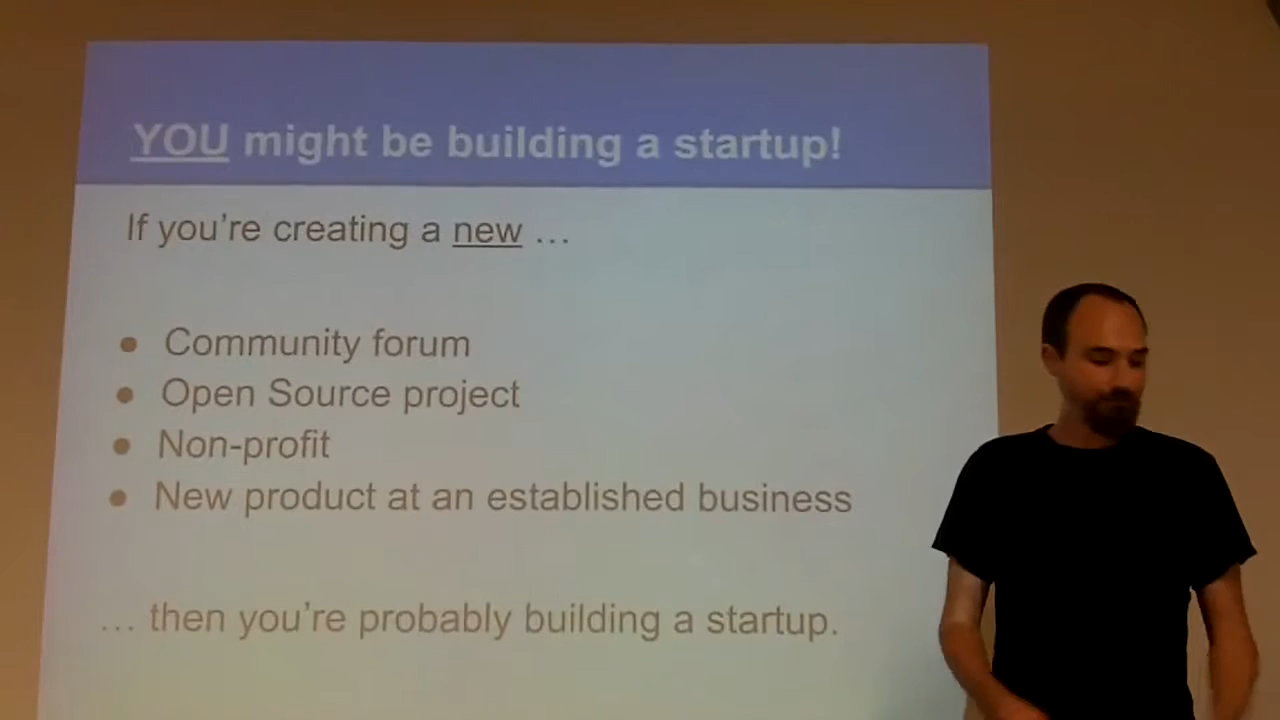 YOU might be building a startup!
If you're creating a new …
● Community forum
● Open Source project
● Non-profit
● New product at an established business
… then you're probably building a startup.